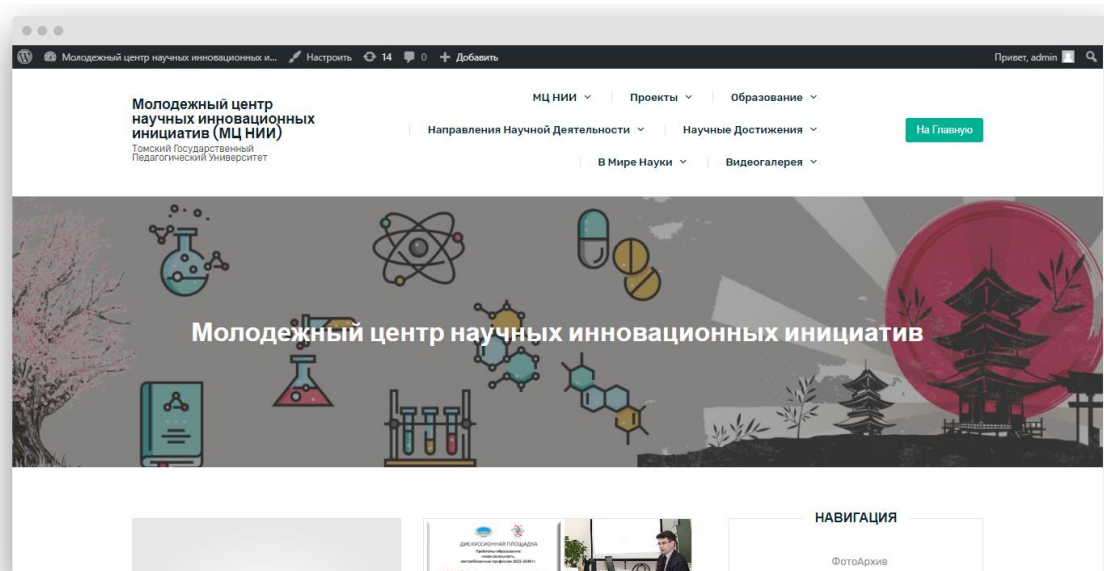 Молодежный центр научных инновационных и... Настроить 14 0 Добавить Привет, admin
Молодежный центр
научных инновационных
инициатив (МЦ НИИ)
Томский Государственный
Педагогический Университет
МЦ НИИ Проекты Образование
Направления Научной Деятельности Научные Достижения
В Мире Науки Видеогалерея
На Главную
Молодежный центр научных инновационных инициатив
ДИСКУССИОННАЯ ПЛОЩАДКА
НАВИГАЦИЯ
ФотоАрхив